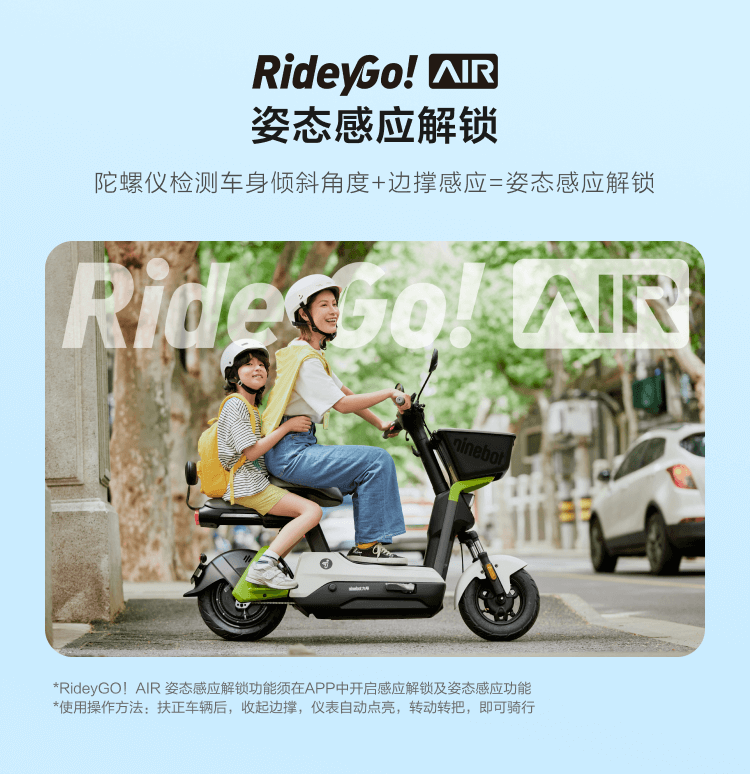 RideyGo! AIR
姿态感应解锁
陀螺仪检测车身倾斜角度+边撑感应=姿态感应解锁
RideyGo! AIR
ninebot
*RideyGO！AIR 姿态感应解锁功能须在APP中开启感应解锁及姿态感应功能
*使用操作方法：扶正车辆后，收起边撑，仪表自动点亮，转动转把，即可骑行